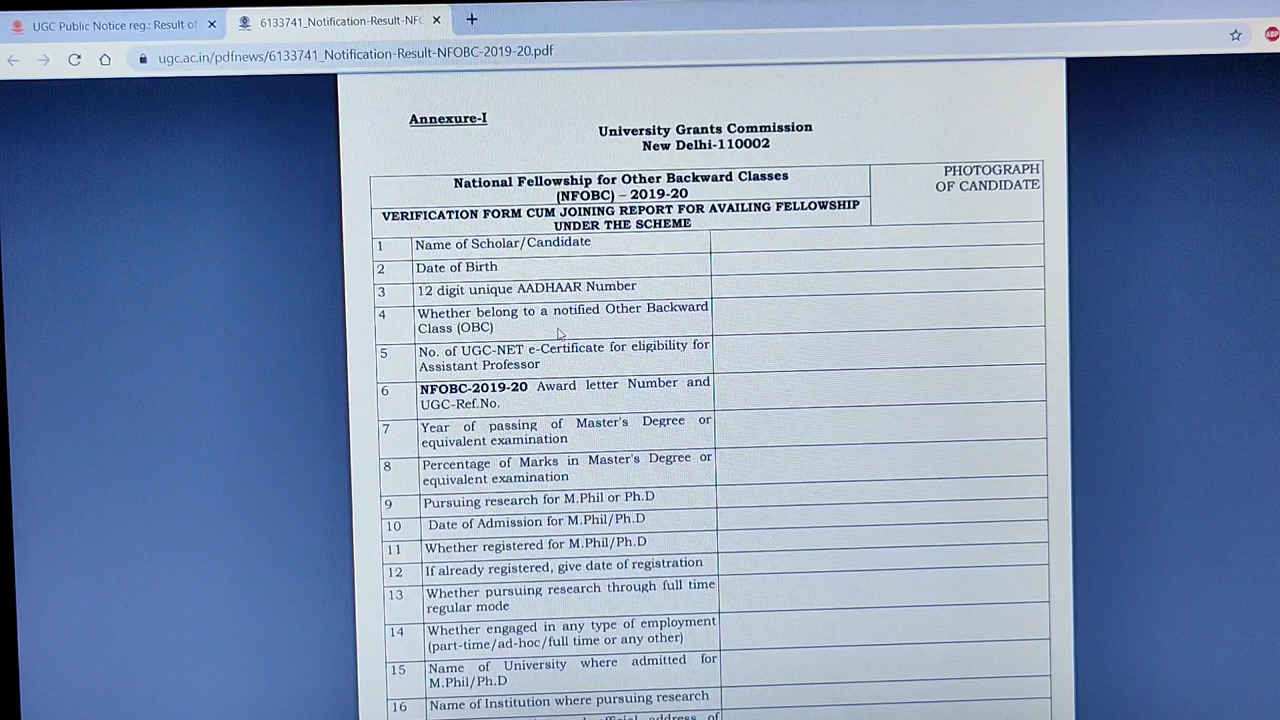 UGC Public Notice reg.: Result of
6133741_Notification-Result-NFO
ugc.ac.in/pdfnews/6133741_Notification-Result-NFOBC-2019-20.pdf
ABP
Annexure-I
University Grants Commission
New Delhi-110002
National Fellowship for Other Backward Classes
(NFOBC) – 2019-20
PHOTOGRAPH
OF CANDIDATE
VERIFICATION FORM CUM JOINING REPORT FOR AVAILING FELLOWSHIP
UNDER THE SCHEME
1 Name of Scholar/Candidate
2 Date of Birth
3 12 digit unique AADHAAR Number
4 Whether belong to a notified Other Backward
Class (OBC)
5 No. of UGC-NET e-Certificate for eligibility for
Assistant Professor
6 NFOBC-2019-20 Award letter Number and
UGC-Ref.No.
7 Year of passing of Master's Degree or
equivalent examination
8 Percentage of Marks in Master's Degree or
equivalent examination
9 Pursuing research for M.Phil or Ph.D
10 Date of Admission for M.Phil/Ph.D
11 Whether registered for M.Phil/Ph.D
12 If already registered, give date of registration
13 Whether pursuing research through full time
regular mode
14 Whether engaged in any type of employment
(part-time/ad-hoc/full time or any other)
15 Name of University where admitted for
M.Phil/Ph.D
16 Name of Institution where pursuing research
address of